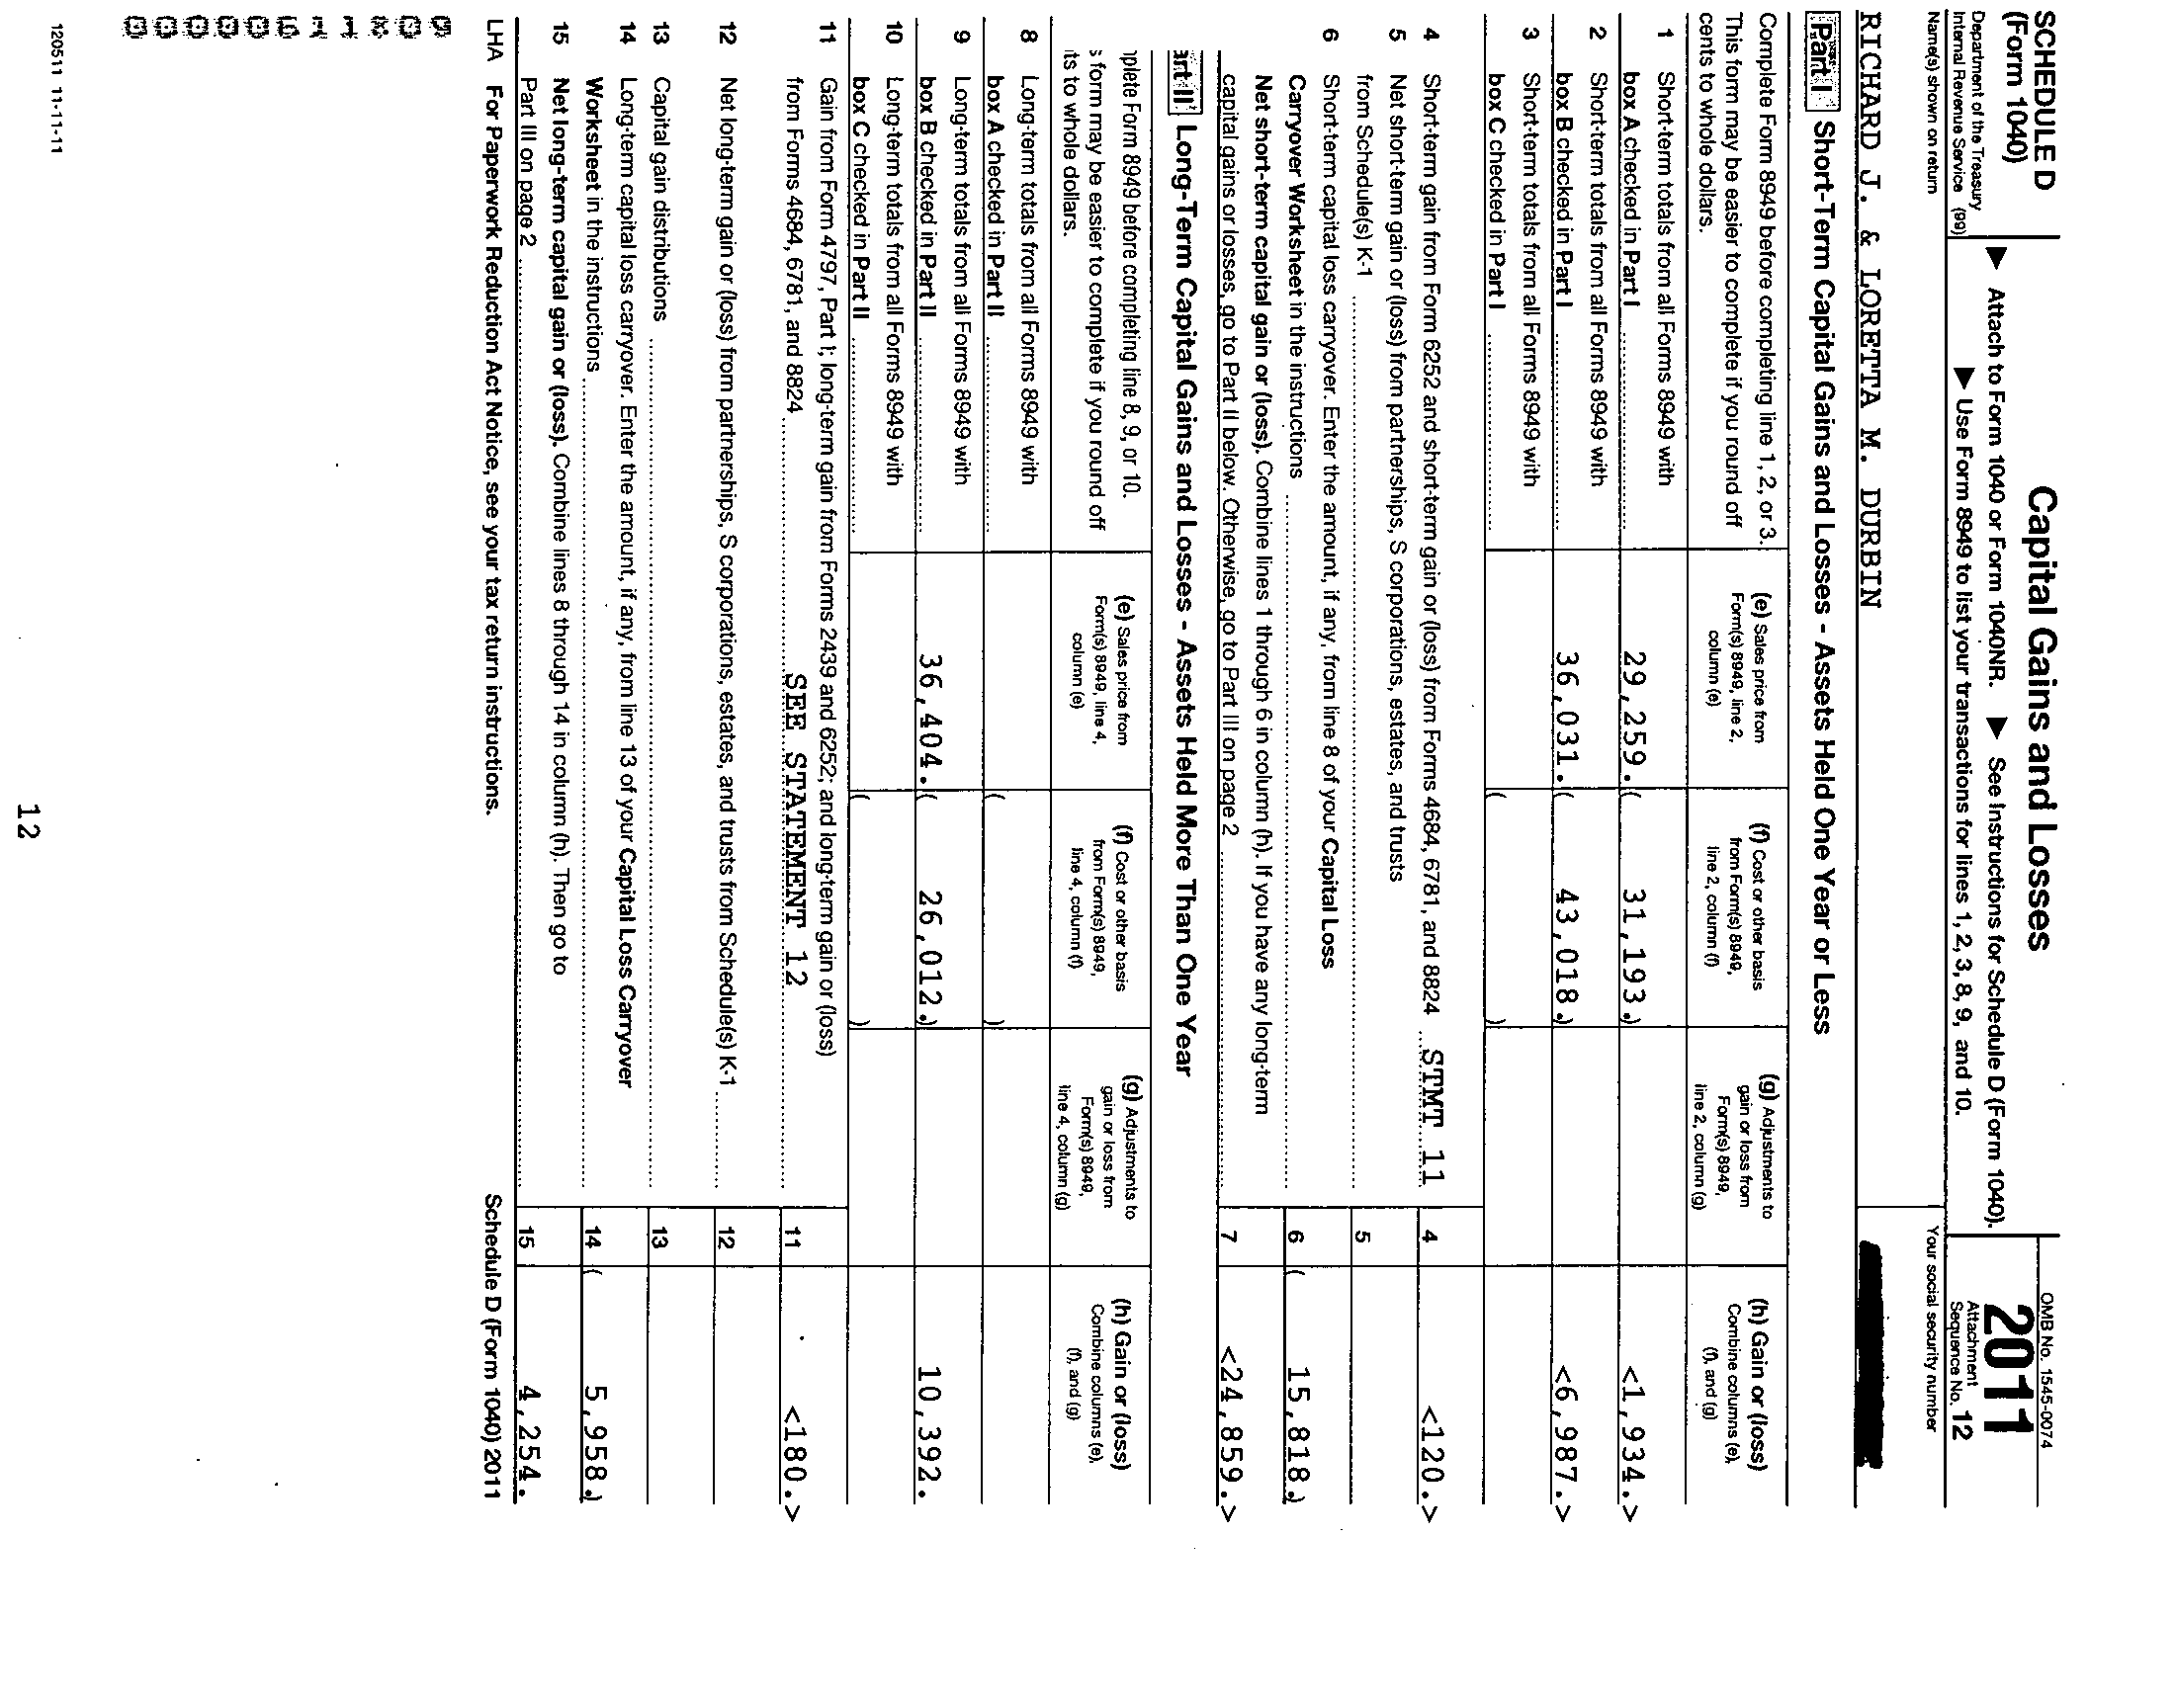 SCHEDULE D
(Form 1040)
Department of the Treasury
Internal Revenue Service (99)
Capital Gains and Losses
▶ Attach to Form 1040 or Form 1040NR. ▶ See Instructions for Schedule D (Form 1040).
▶ Use Form 8949 to list your transactions for lines 1, 2, 3, 8, 9, and 10.
OMB No. 1545-0074
2011
Attachment
Sequence No. 12
Name(s) shown on return
Your social security number
RICHARD J. & LORETTA M. DURBIN
Part I Short-Term Capital Gains and Losses - Assets Held One Year or Less
Complete Form 8949 before completing line 1, 2, or 3.
This form may be easier to complete if you round off
cents to whole dollars.
(e) Sales price from
Form(s) 8949, line 2,
column (e)
(f) Cost or other basis
from Form(s) 8949,
line 2, column (f)
(g) Adjustments to
gain or loss from
Form(s) 8949,
line 2, column (g)
(h) Gain or (loss)
Combine columns (e),
(f), and (g)
1 Short-term totals from all Forms 8949 with
box A checked in Part I 29,259. ( 31,193.) <1,934.>
2 Short-term totals from all Forms 8949 with
box B checked in Part I 36,031. ( 43,018.) <6,987.>
3 Short-term totals from all Forms 8949 with
box C checked in Part I ( )
4 Short-term gain from Form 6252 and short-term gain or (loss) from Forms 4684, 6781, and 8824 STMT 11 4 <120.>
5 Net short-term gain or (loss) from partnerships, S corporations, estates, and trusts
from Schedule(s) K-1 5
6 Short-term capital loss carryover. Enter the amount, if any, from line 8 of your Capital Loss
Carryover Worksheet in the instructions 6 ( 15,818.)
Net short-term capital gain or (loss). Combine lines 1 through 6 in column (h). If you have any long-term
capital gains or losses, go to Part II below. Otherwise, go to Part III on page 2 7 <24,859.>
art II Long-Term Capital Gains and Losses - Assets Held More Than One Year
nplete Form 8949 before completing line 8, 9, or 10.
s form may be easier to complete if you round off
its to whole dollars.
(e) Sales price from
Form(s) 8949, line 4,
column (e)
(f) Cost or other basis
from Form(s) 8949,
line 4, column (f)
(g) Adjustments to
gain or loss from
Form(s) 8949,
line 4, column (g)
(h) Gain or (loss)
Combine columns (e),
(f), and (g)
8 Long-term totals from all Forms 8949 with
box A checked in Part II ( )
9 Long-term totals from all Forms 8949 with
box B checked in Part II 36,404. ( 26,012.) 10,392.
10 Long-term totals from all Forms 8949 with
box C checked in Part II ( )
11 Gain from Form 4797, Part I; long-term gain from Forms 2439 and 6252; and long-term gain or (loss)
from Forms 4684, 6781, and 8824 SEE STATEMENT 12 11 <180.>
12 Net long-term gain or (loss) from partnerships, S corporations, estates, and trusts from Schedule(s) K-1 12
13 Capital gain distributions 13
14 Long-term capital loss carryover. Enter the amount, if any, from line 13 of your Capital Loss Carryover
Worksheet in the instructions 14 ( 5,958.)
15 Net long-term capital gain or (loss). Combine lines 8 through 14 in column (h). Then go to
Part III on page 2 15 4,254.
LHA For Paperwork Reduction Act Notice, see your tax return instructions. Schedule D (Form 1040) 2011
120511 11-11-11
12